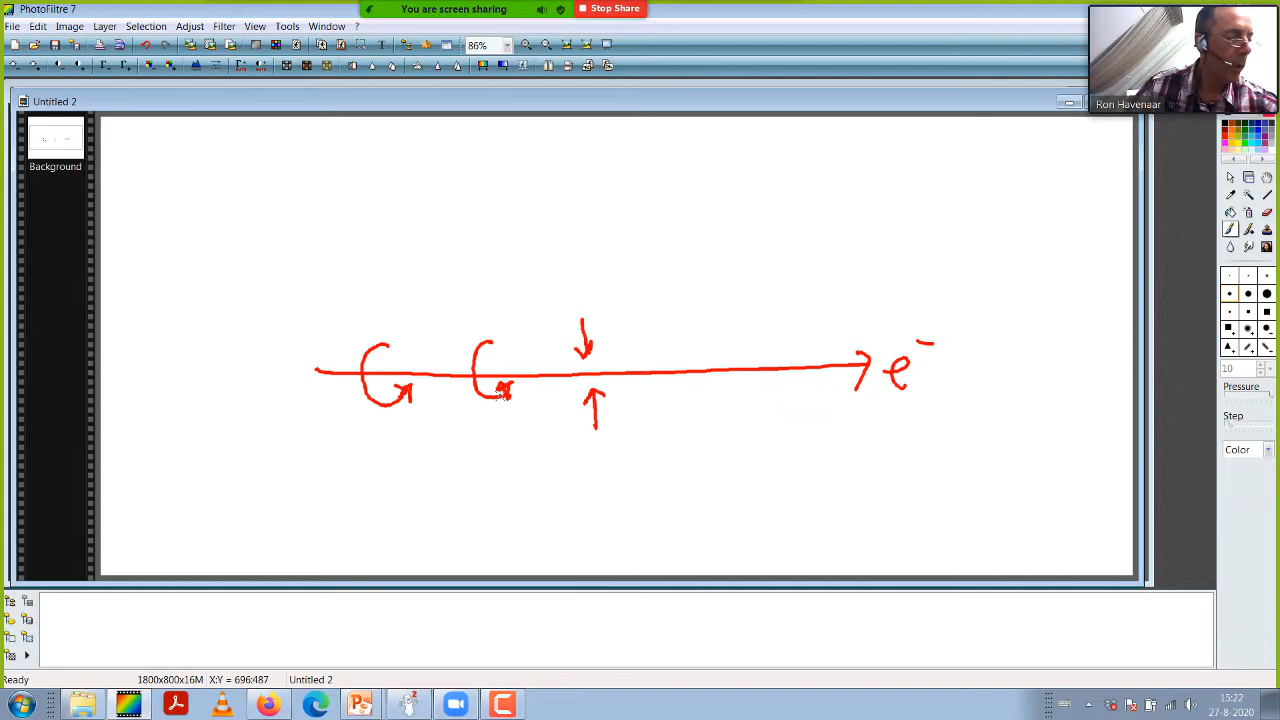 PhotoFiltre 7
You are screen sharing
Stop Share
File Edit Image Layer Selection Adjust Filter View Tools Window ?
86%
Untitled 2
Ron Havenaar
Background
e⁻
10
Pressure:
Step
Color
Ready 1800x800x16M X:Y = 696:487 Untitled 2
15:22
27-8-2020